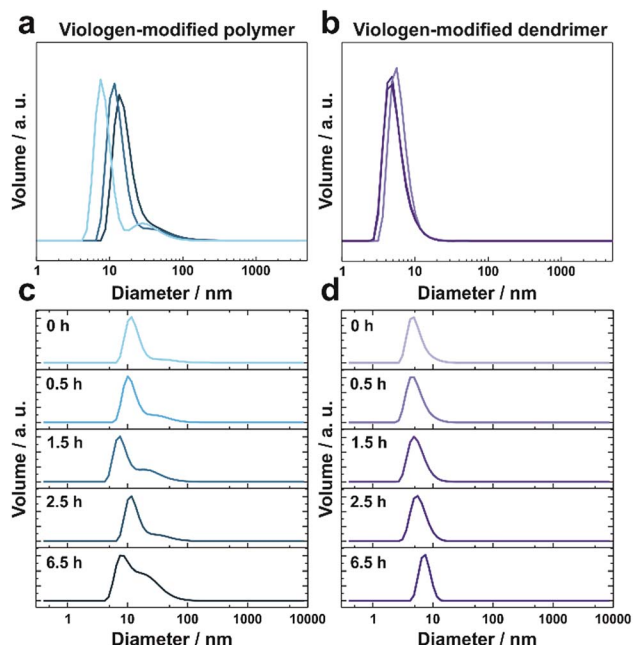 a Viologen-modified polymer
b Viologen-modified dendrimer
Volume / a. u.
Volume / a. u.
1 10 100 1000
1 10 100 1000
Diameter / nm
Diameter / nm
c
d
0 h
0.5 h
1.5 h
2.5 h
6.5 h
Volume / a. u.
1 10 100 1000 10000
Diameter / nm
0 h
0.5 h
1.5 h
2.5 h
6.5 h
Volume / a. u.
1 10 100 1000 10000
Diameter / nm